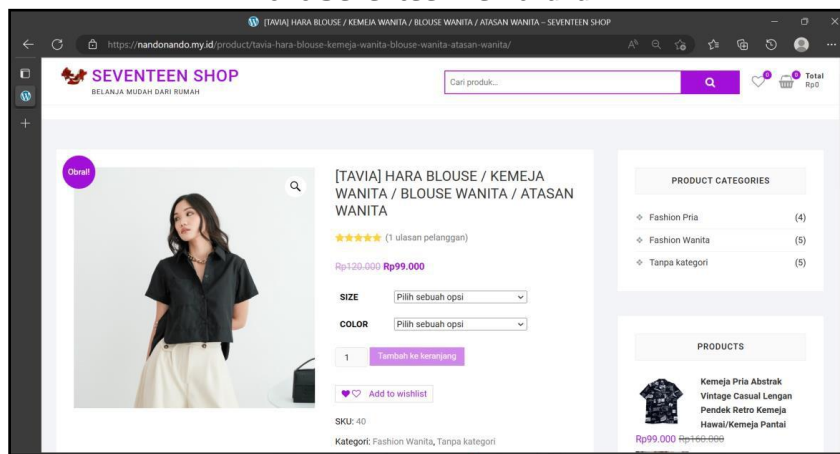 [TAVIA] HARA BLOUSE / KEMEJA WANITA / BLOUSE WANITA / ATASAN WANITA – SEVENTEEN SHOP
https://nandonando.my.id/product/tavia-hara-blouse-kemeja-wanita-blouse-wanita-atasan-wanita/
SEVENTEEN SHOP
BELANJA MUDAH DARI RUMAH
Cari produk...
0
0
Total
Rp0
Obral!
[TAVIA] HARA BLOUSE / KEMEJA
WANITA / BLOUSE WANITA / ATASAN
WANITA
(1 ulasan pelanggan)
Rp120.000 Rp99.000
SIZE
Pilih sebuah opsi
COLOR
Pilih sebuah opsi
1
Tambah ke keranjang
Add to wishlist
SKU: 40
Kategori: Fashion Wanita, Tanpa kategori
PRODUCT CATEGORIES
Fashion Pria (4)
Fashion Wanita (5)
Tanpa kategori (5)
PRODUCTS
Kemeja Pria Abstrak
Vintage Casual Lengan
Pendek Retro Kemeja
Hawai/Kemeja Pantai
Rp99.000 Rp160.000